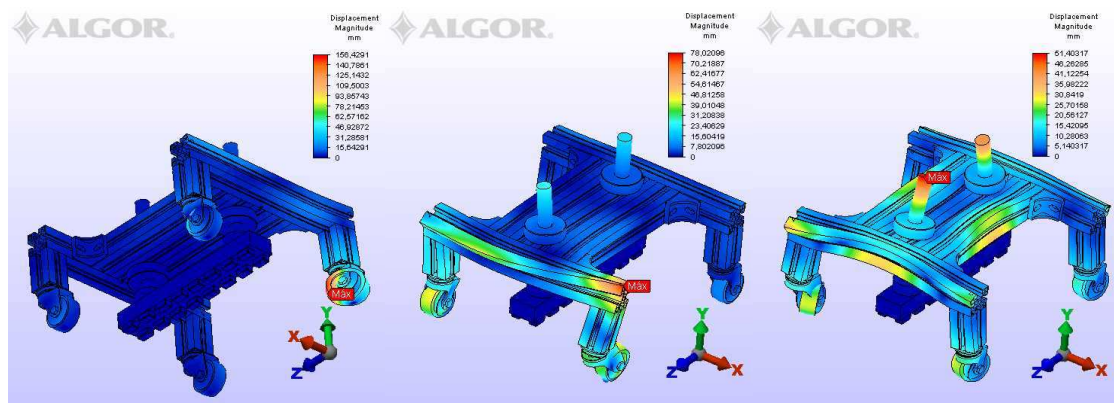 ALGOR.
Displacement
Magnitude
mm
156,4291
140,7861
125,1432
109,5003
93,85743
78,21453
62,57162
46,92872
31,28581
15,64291
0
Máx
Y
X
Z
ALGOR.
Displacement
Magnitude
mm
78,02096
70,21887
62,41677
54,61467
46,81258
39,01048
31,20838
23,40629
15,60419
7,802096
0
Máx
Y
X
Z
ALGOR.
Displacement
Magnitude
mm
51,40317
46,26285
41,12254
35,98222
30,8419
25,70158
20,56127
15,42095
10,28063
5,140317
0
Máx
Y
X
Z